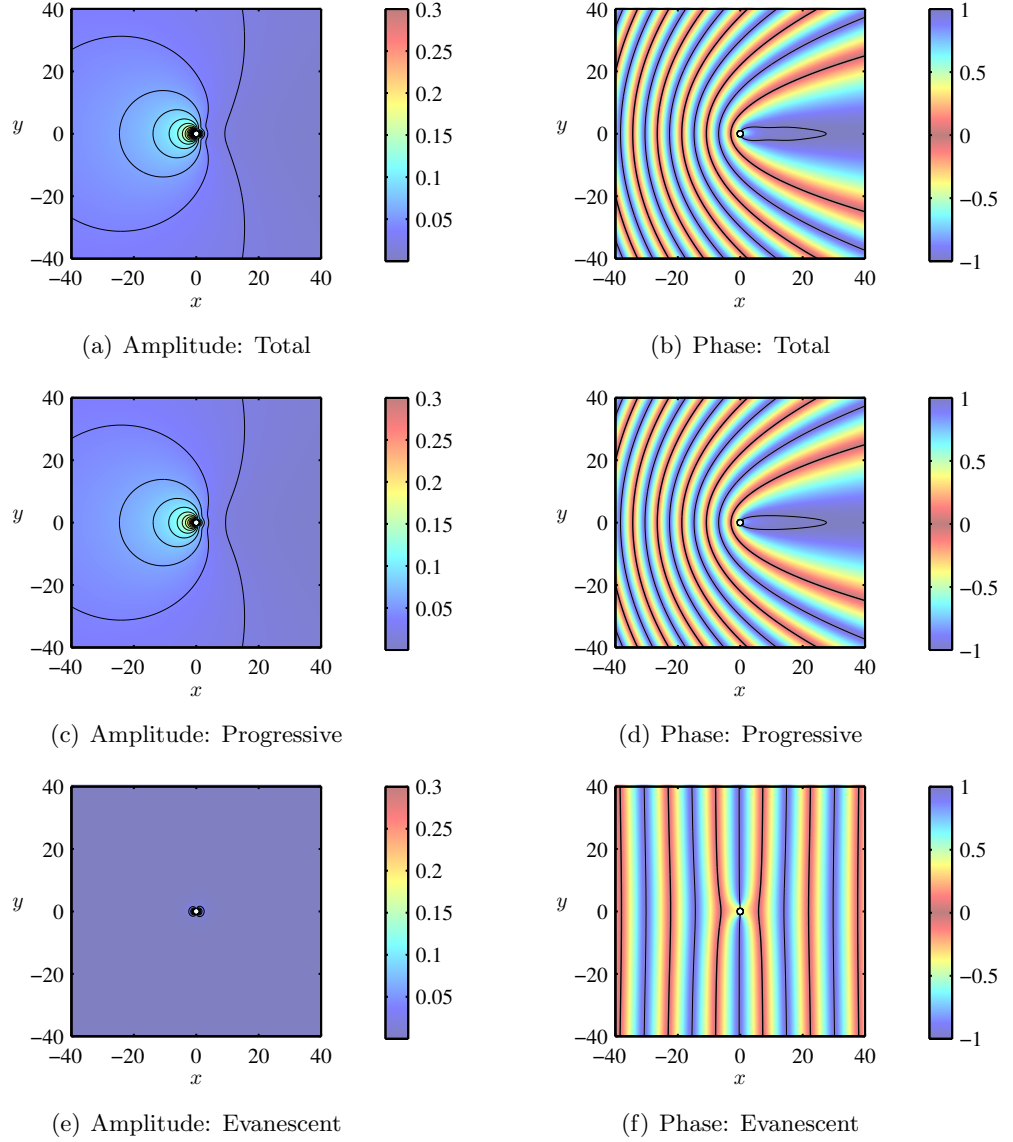 40
20
y 0
−20
−40
−40 −20 0 20 40
x
0.3
0.25
0.2
0.15
0.1
0.05
(a) Amplitude: Total
40
20
y 0
−20
−40
−40 −20 0 20 40
x
1
0.5
0
−0.5
−1
(b) Phase: Total
40
20
y 0
−20
−40
−40 −20 0 20 40
x
0.3
0.25
0.2
0.15
0.1
0.05
(c) Amplitude: Progressive
40
20
y 0
−20
−40
−40 −20 0 20 40
x
1
0.5
0
−0.5
−1
(d) Phase: Progressive
40
20
y 0
−20
−40
−40 −20 0 20 40
x
0.3
0.25
0.2
0.15
0.1
0.05
(e) Amplitude: Evanescent
40
20
y 0
−20
−40
−40 −20 0 20 40
x
1
0.5
0
−0.5
−1
(f) Phase: Evanescent